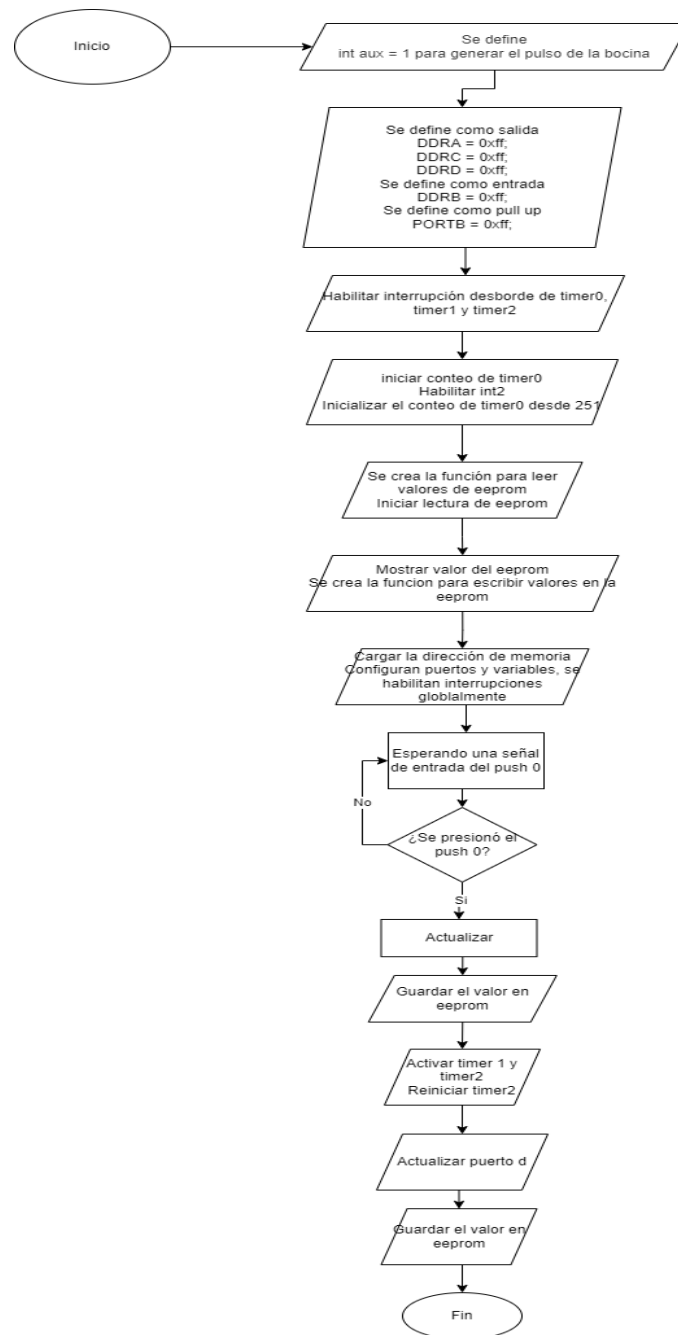 Inicio
Se define
int aux = 1 para generar el pulso de la bocina
Se define como salida
DDRA = 0xff;
DDRC = 0xff;
DDRD = 0xff;
Se define como entrada
DDRB = 0xff;
Se define como pull up
PORTB = 0xff;
Habilitar interrupción desborde de timer0,
timer1 y timer2
iniciar conteo de timer0
Habilitar int2
Inicializar el conteo de timer0 desde 251
Se crea la función para leer
valores de eeprom
Iniciar lectura de eeprom
Mostrar valor del eeprom
Se crea la funcion para escribir valores en la
eeprom
Cargar la dirección de memoria
Configuran puertos y variables, se
habilitan interrupciones
globlalmente
Esperando una señal
de entrada del push 0
No
¿Se presionó el
push 0?
Si
Actualizar
Guardar el valor en
eeprom
Activar timer 1 y
timer2
Reiniciar timer2
Actualizar puerto d
Guardar el valor en
eeprom
Fin